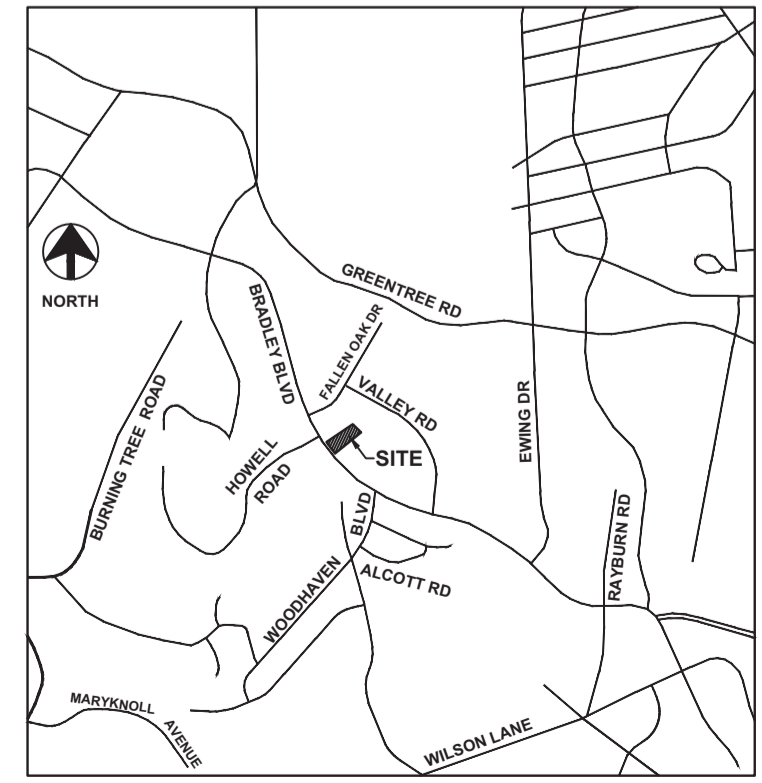 GREENTREE RD
NORTH
BRADLEY BLVD
FALLEN OAK DR
VALLEY RD
EWING DR
BURNING TREE ROAD
HOWELL
ROAD
SITE
WOODHAVEN
BLVD
ALCOTT RD
RAYBURN RD
MARYKNOLL
AVENUE
WILSON LANE